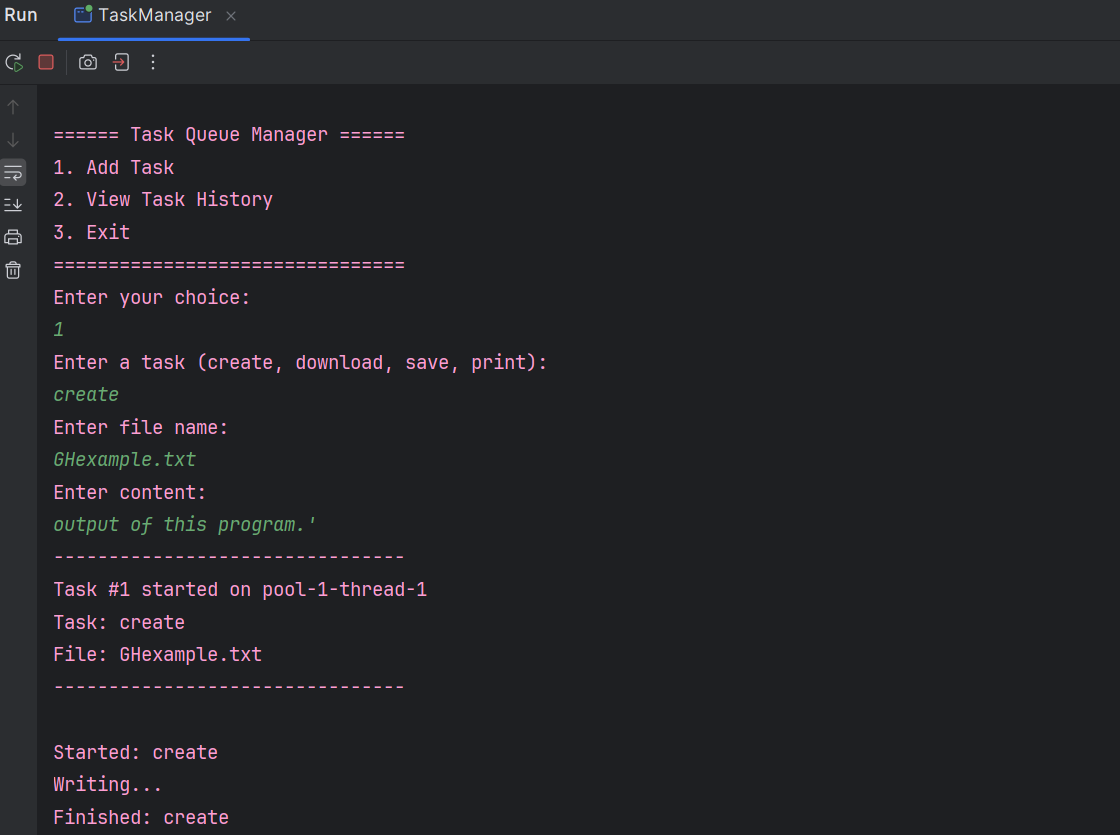 Run TaskManager
====== Task Queue Manager ======
1. Add Task
2. View Task History
3. Exit
================================
Enter your choice:
1
Enter a task (create, download, save, print):
create
Enter file name:
GHexample.txt
Enter content:
output of this program.'
--------------------------------
Task #1 started on pool-1-thread-1
Task: create
File: GHexample.txt
--------------------------------
Started: create
Writing...
Finished: create